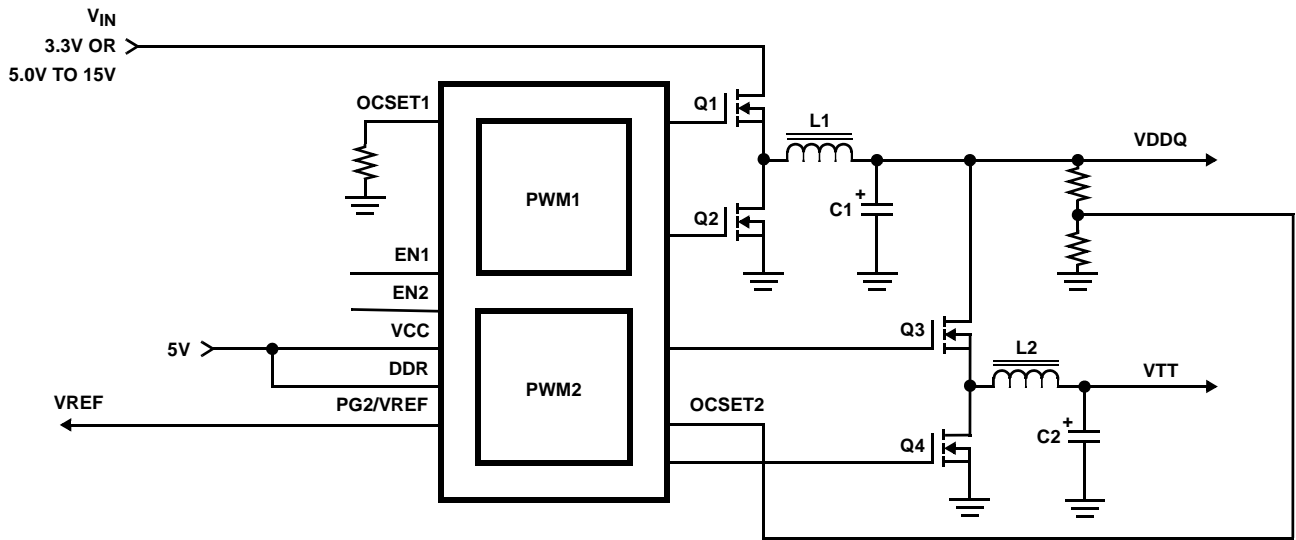 VIN
3.3V OR
5.0V TO 15V
OCSET1
Q1
L1
VDDQ
PWM1
Q2
C1
+
EN1
EN2
Q3
VCC
L2
5V
DDR
VTT
PWM2
VREF
PG2/VREF
OCSET2
+
Q4
C2